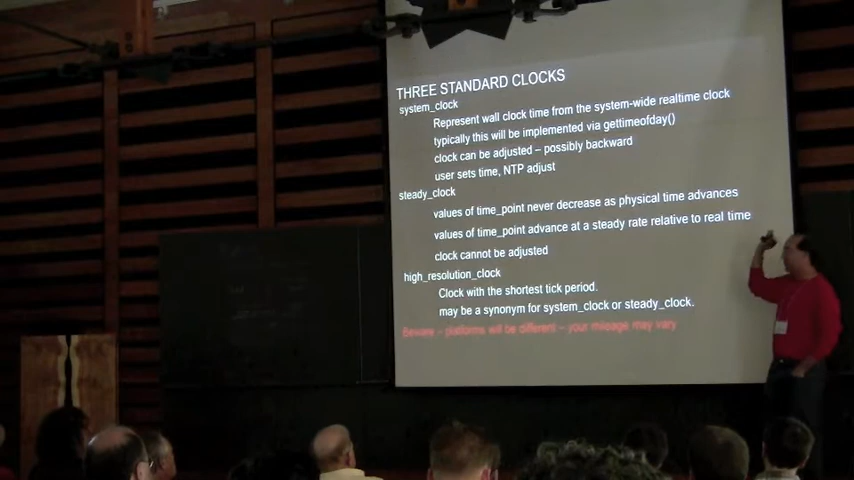 THREE STANDARD CLOCKS
system_clock
Represent wall clock time from the system-wide realtime clock
typically this will be implemented via gettimeofday()
clock can be adjusted – possibly backward
user sets time, NTP adjust
steady_clock
values of time_point never decrease as physical time advances
values of time_point advance at a steady rate relative to real time
clock cannot be adjusted
high_resolution_clock
Clock with the shortest tick period.
may be a synonym for system_clock or steady_clock.
Beware – platforms will be different – your mileage may vary